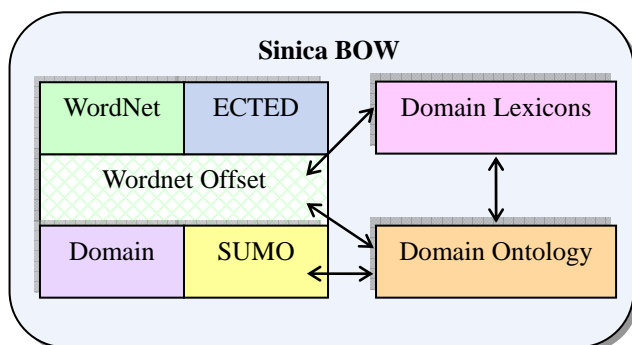 Sinica BOW
WordNet
ECTED
Domain Lexicons
Wordnet Offset
Domain
SUMO
Domain Ontology